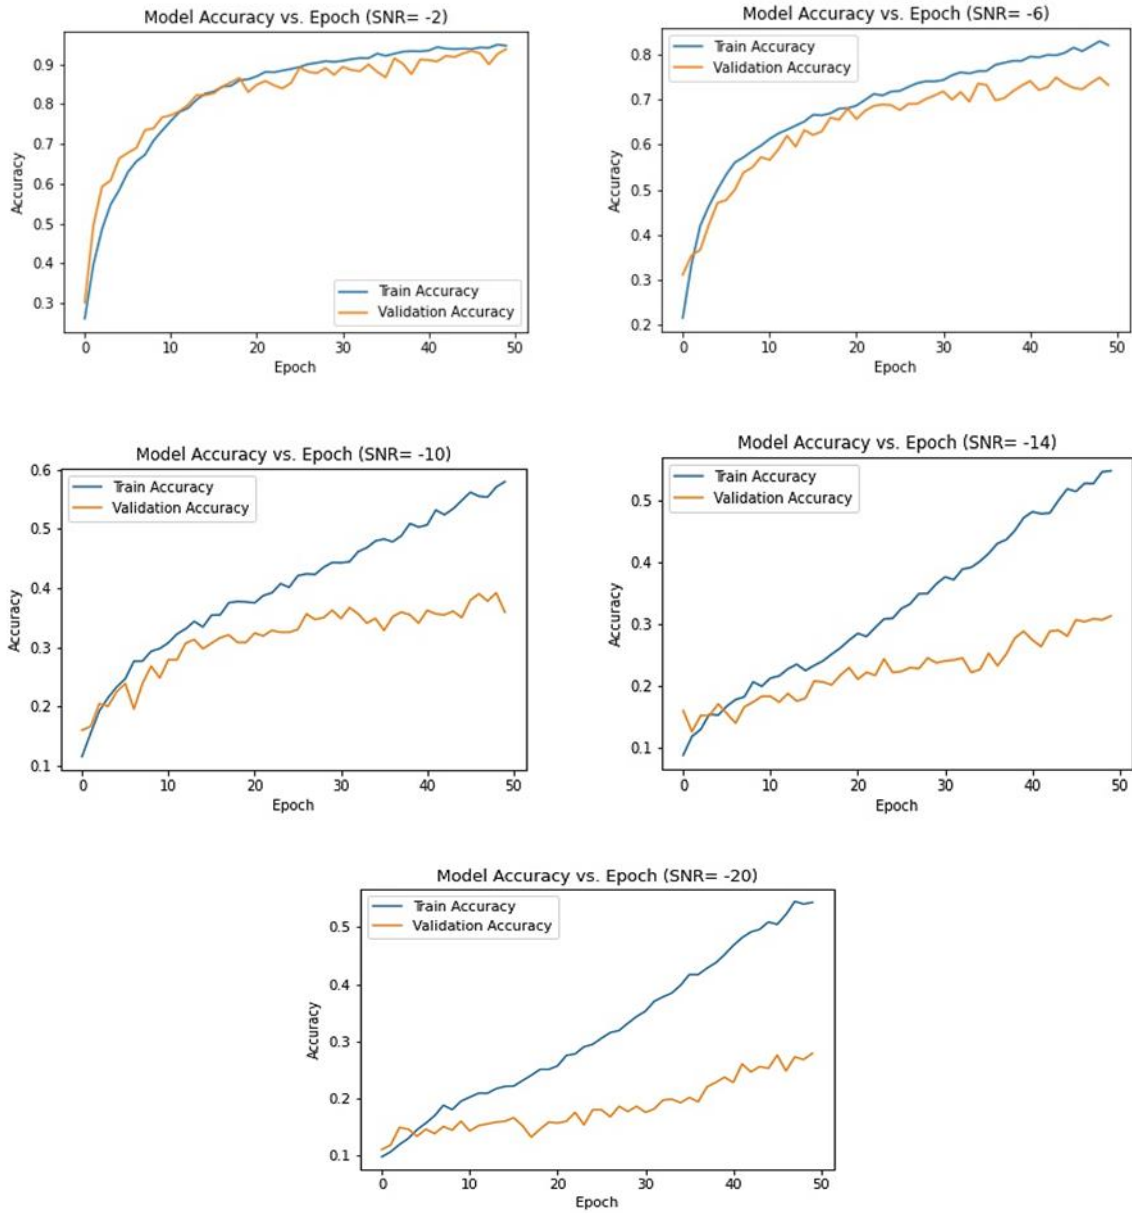 Model Accuracy vs. Epoch (SNR= -2)
Accuracy
0.9
0.8
0.7
0.6
0.5
0.4
0.3
Train Accuracy
Validation Accuracy
0 10 20 30 40 50
Epoch
Model Accuracy vs. Epoch (SNR= -6)
Accuracy
0.8
0.7
0.6
0.5
0.4
0.3
0.2
Train Accuracy
Validation Accuracy
0 10 20 30 40 50
Epoch
Model Accuracy vs. Epoch (SNR= -10)
Accuracy
0.6
0.5
0.4
0.3
0.2
0.1
Train Accuracy
Validation Accuracy
0 10 20 30 40 50
Epoch
Model Accuracy vs. Epoch (SNR= -14)
Accuracy
0.5
0.4
0.3
0.2
0.1
Train Accuracy
Validation Accuracy
0 10 20 30 40 50
Epoch
Model Accuracy vs. Epoch (SNR= -20)
Accuracy
0.5
0.4
0.3
0.2
0.1
Train Accuracy
Validation Accuracy
0 10 20 30 40 50
Epoch